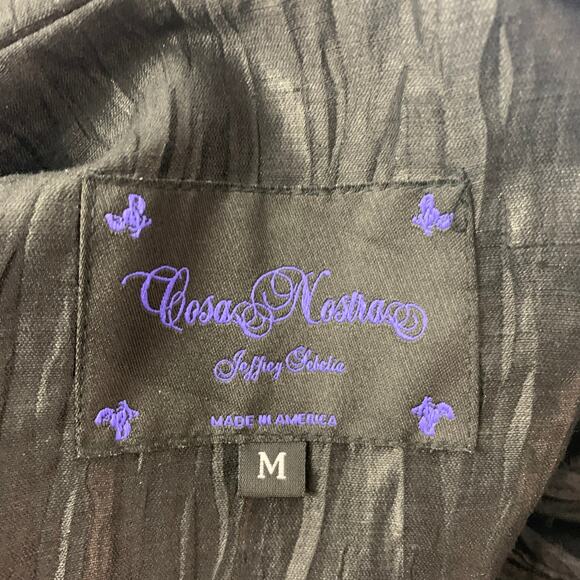 Cosa Nostra
Jeffrey Sebelia
MADE IN AMERICA
M